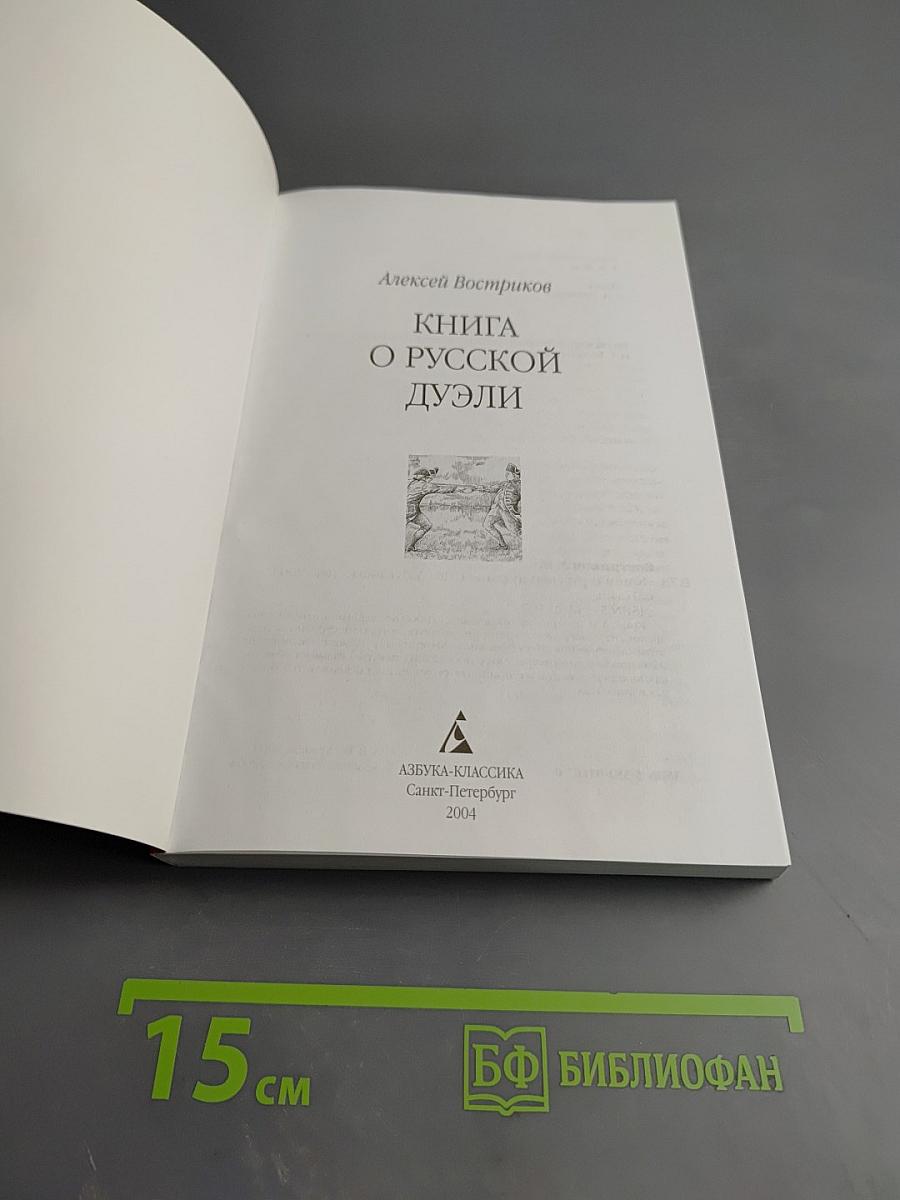 Алексей Востриков
КНИГА
О РУССКОЙ
ДУЭЛИ
АЗБУКА-КЛАССИКА
Санкт-Петербург
2004
15 см
БФ БИБЛИОФАН